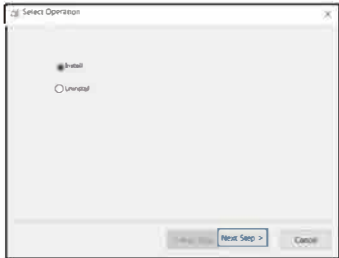 Select Operation
Install
Uninstall
Next Step >
Cancel